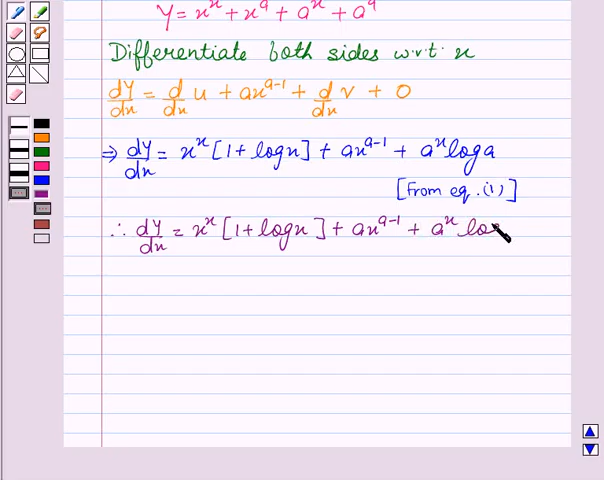 Y = x^x + x^a + a^x + a^a
Differentiate both sides w.r.t. x
dY/dx = d/dx u + ax^(a-1) + d/dx v + 0
⇒ dY/dx = x^x [1 + log x] + ax^(a-1) + a^x log a
[from eq. (1)]
∴ dY/dx = x^x [1 + log x] + ax^(a-1) + a^x lo